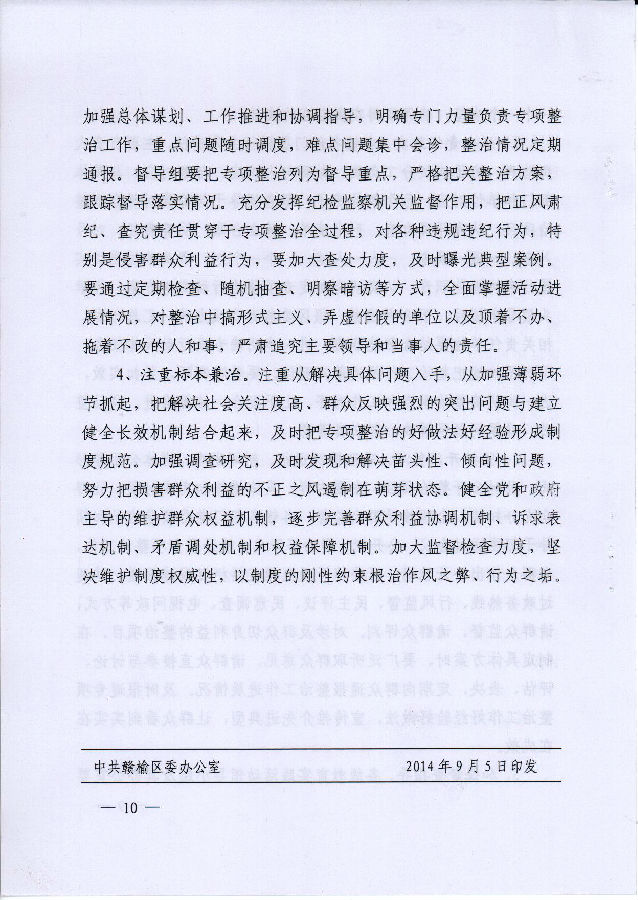 加强总体谋划、工作推进和协调指导，明确专门力量负责专项整
治工作，重点问题随时调度，难点问题集中会诊，整治情况定期
通报。督导组要把专项整治列为督导重点，严格把关整治方案，
跟踪督导落实情况。充分发挥纪检监察机关监督作用，把正风肃
纪、查究责任贯穿于专项整治全过程，对各种违规违纪行为，特
别是侵害群众利益行为，要加大查处力度，及时曝光典型案例。
要通过定期检查、随机抽查、明察暗访等方式，全面掌握活动进
展情况，对整治中搞形式主义、弄虚作假的单位以及顶着不办、
拖着不改的人和事，严肃追究主要领导和当事人的责任。
4、注重标本兼治。注重从解决具体问题入手，从加强薄弱环
节抓起，把解决社会关注度高、群众反映强烈的突出问题与建立
健全长效机制结合起来，及时把专项整治的好做法好经验形成制
度规范。加强调查研究，及时发现和解决苗头性、倾向性问题，
努力把损害群众利益的不正之风遏制在萌芽状态。健全党和政府
主导的维护群众权益机制，逐步完善群众利益协调机制、诉求表
达机制、矛盾调处机制和权益保障机制。加大监督检查力度，坚
决维护制度权威性，以制度的刚性约束根治作风之弊、行为之垢。
中共赣榆区委办公室 2014年9月5日印发
— 10 —